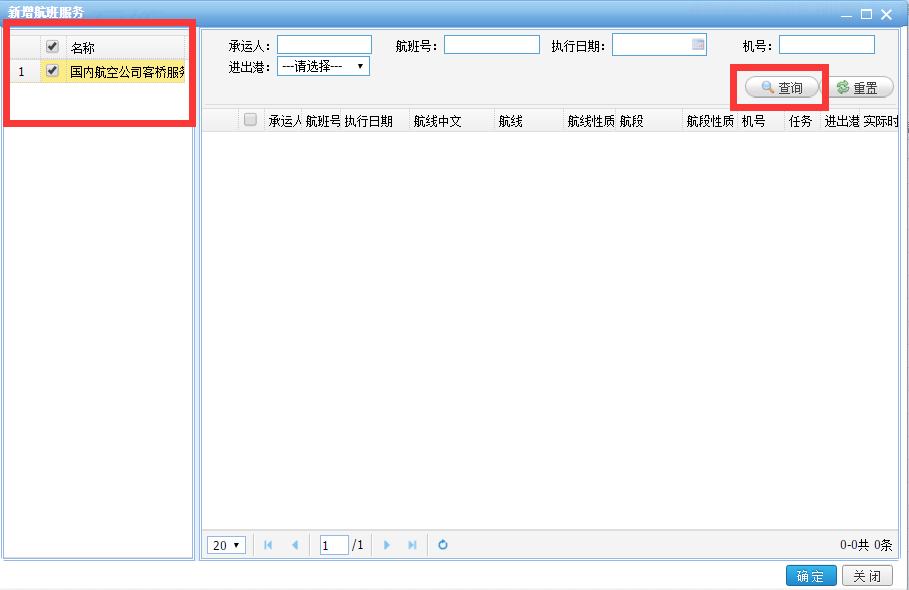 新增航班服务
名称
1 国内航空公司客桥服务
承运人： 航班号： 执行日期： 机号：
进出港： ---请选择---
查询 重置
承运人 航班号 执行日期 航线中文 航线 航线性质 航段 航段性质 机号 任务 进出港 实际时
20 1 /1 0-0共 0条
确定 关闭